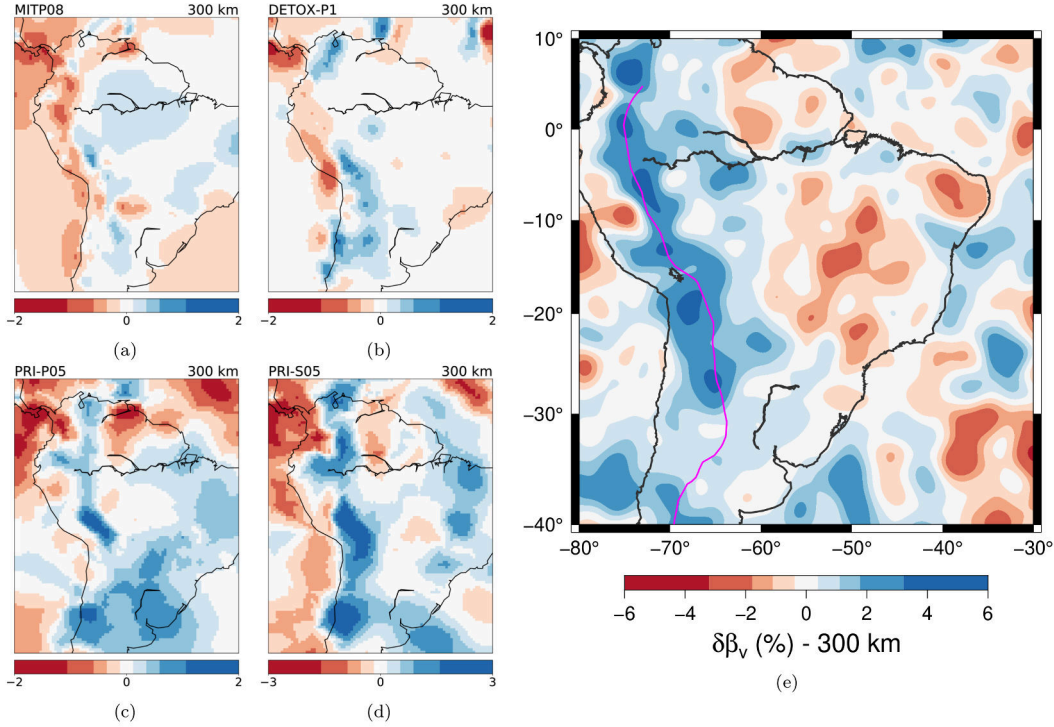 MITP08 300 km
−2 0 2
(a)
DETOX-P1 300 km
−2 0 2
(b)
PRI-P05 300 km
−2 0 2
(c)
PRI-S05 300 km
−3 0 3
(d)
10°
0°
−10°
−20°
−30°
−40°
−80° −70° −60° −50° −40° −30°
−6 −4 −2 0 2 4 6
δβv (%) - 300 km
(e)